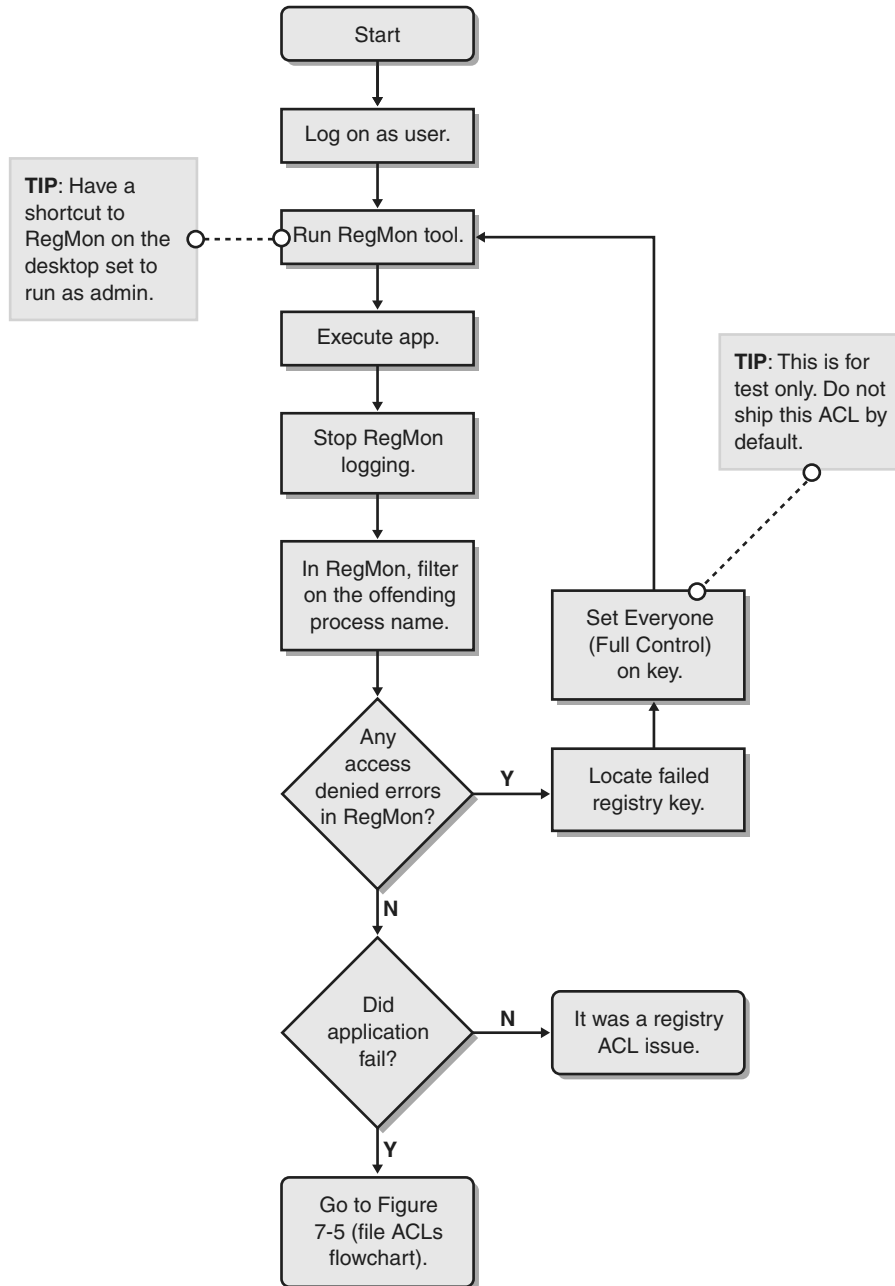 Start
Log on as user.
TIP: Have a
shortcut to
RegMon on the
desktop set to
run as admin.
Run RegMon tool.
Execute app.
TIP: This is for
test only. Do not
ship this ACL by
default.
Stop RegMon
logging.
In RegMon, filter
on the offending
process name.
Set Everyone
(Full Control)
on key.
Any
access
denied errors
in RegMon?
Y
Locate failed
registry key.
N
Did
application
fail?
N
It was a registry
ACL issue.
Y
Go to Figure
7-5 (file ACLs
flowchart).